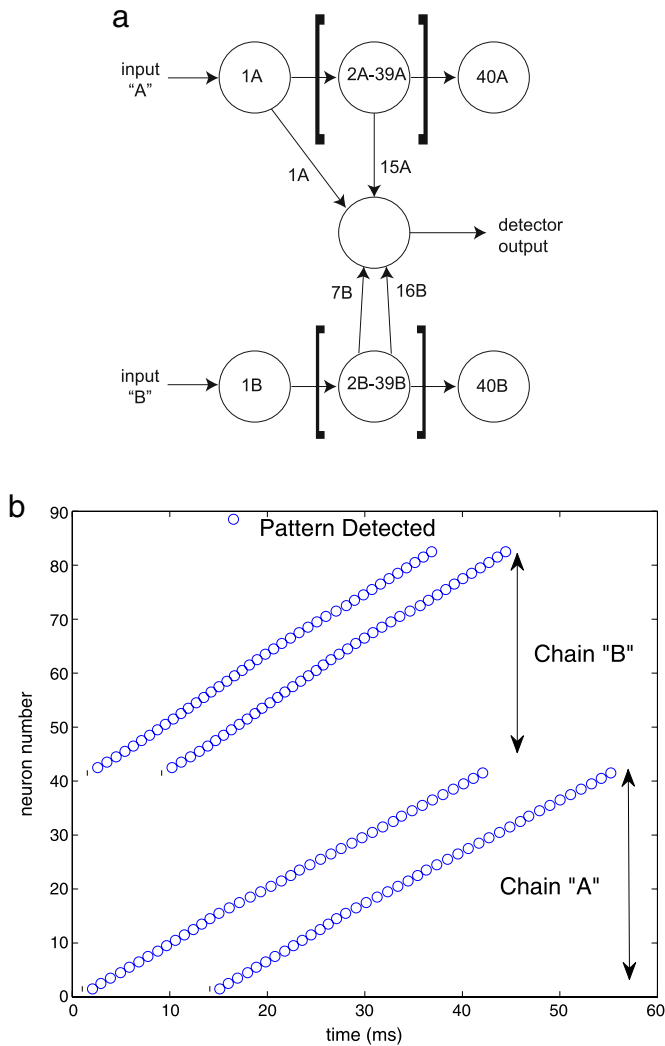 a
input
“A”
1A
2A-39A
40A
1A
15A
detector
output
7B
16B
input
“B”
1B
2B-39B
40B
b
90
80
70
60
50
40
30
20
10
0
neuron number
Pattern Detected
Chain "B"
Chain "A"
0
10
20
30
40
50
60
time (ms)